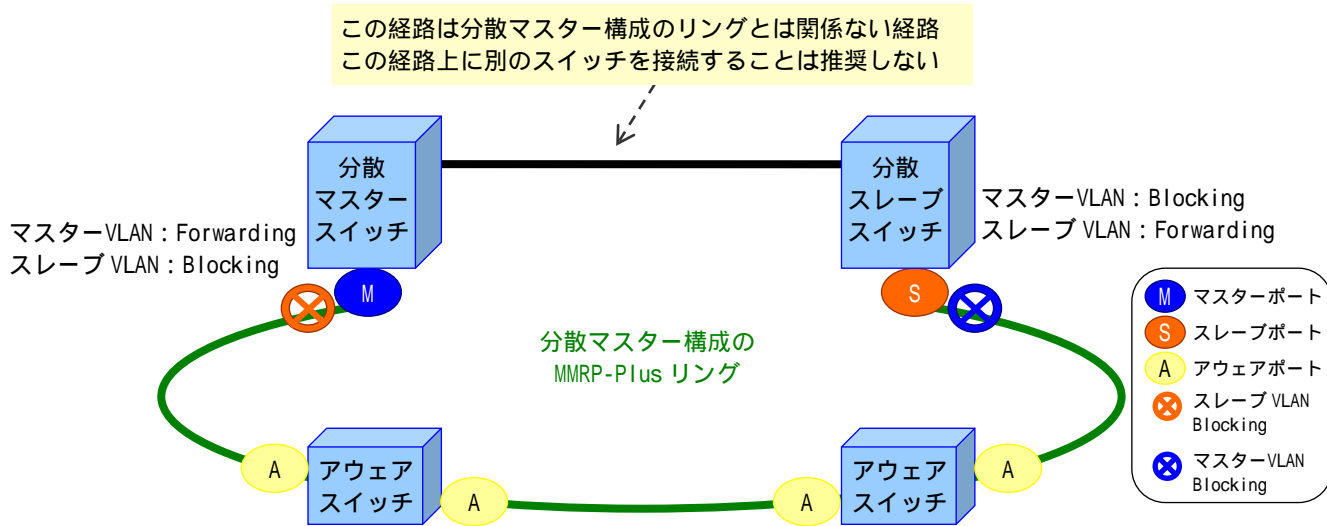 この経路は分散マスター構成のリングとは関係ない経路
この経路上に別のスイッチを接続することは推奨しない
分散
マスター
スイッチ
分散
スレーブ
スイッチ
マスターVLAN：Forwarding
スレーブ VLAN：Blocking
マスターVLAN：Blocking
スレーブ VLAN：Forwarding
M
S
分散マスター構成の
MMRP-Plus リング
A
アウェア
スイッチ
A
A
アウェア
スイッチ
A
M マスターポート
S スレーブポート
A アウェアポート
スレーブ VLAN
Blocking
マスターVLAN
Blocking